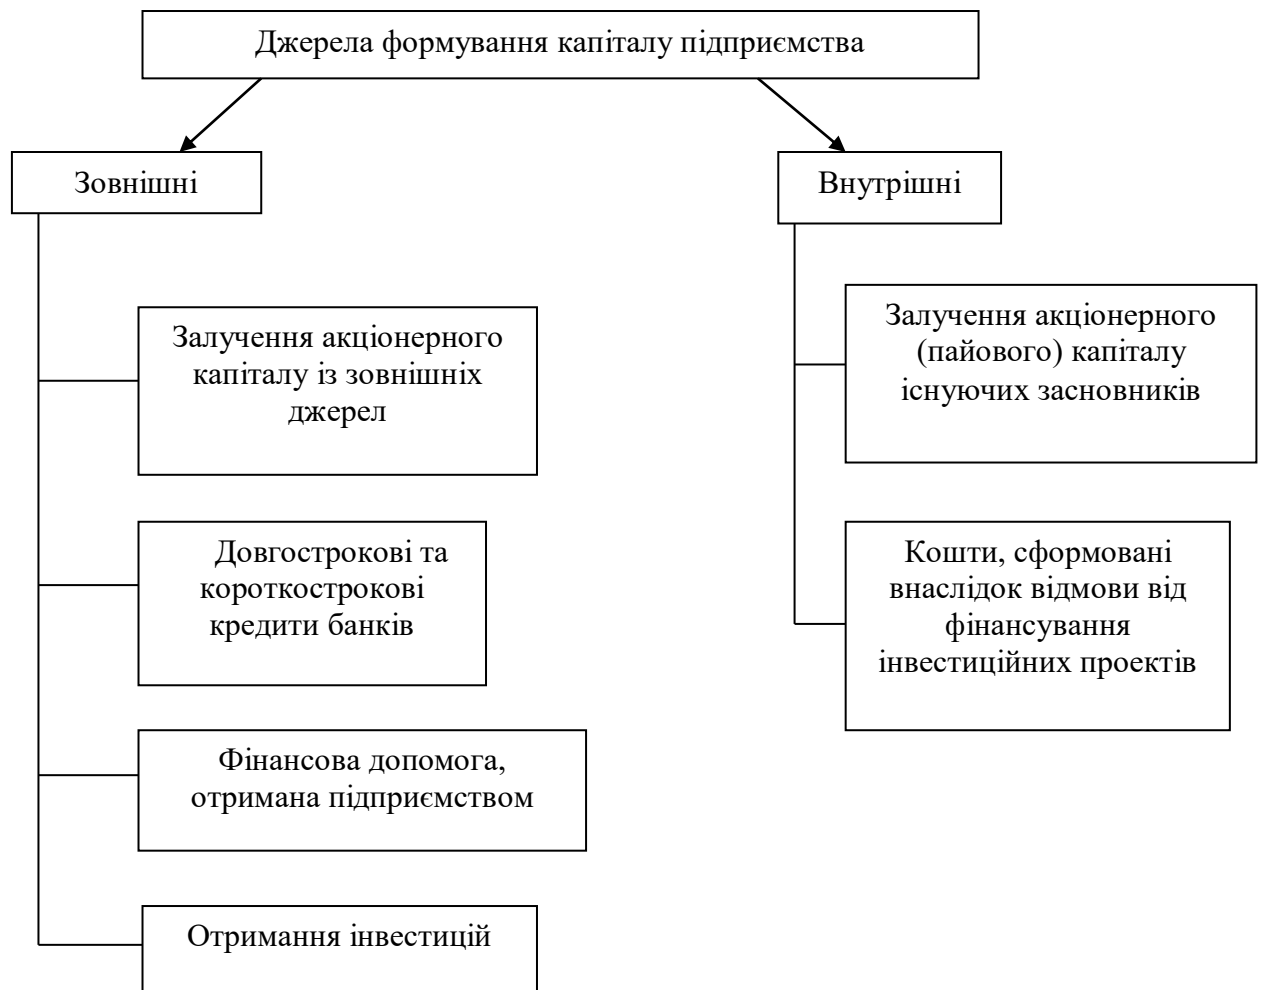 Джерела формування капіталу підприємства
Зовнішні
Внутрішні
Залучення акціонерного
капіталу із зовнішніх
джерел
Довгострокові та
короткострокові
кредити банків
Фінансова допомога,
отримана підприємством
Отримання інвестицій
Залучення акціонерного
(пайового) капіталу
існуючих засновників
Кошти, сформовані
внаслідок відмови від
фінансування
інвестиційних проектів